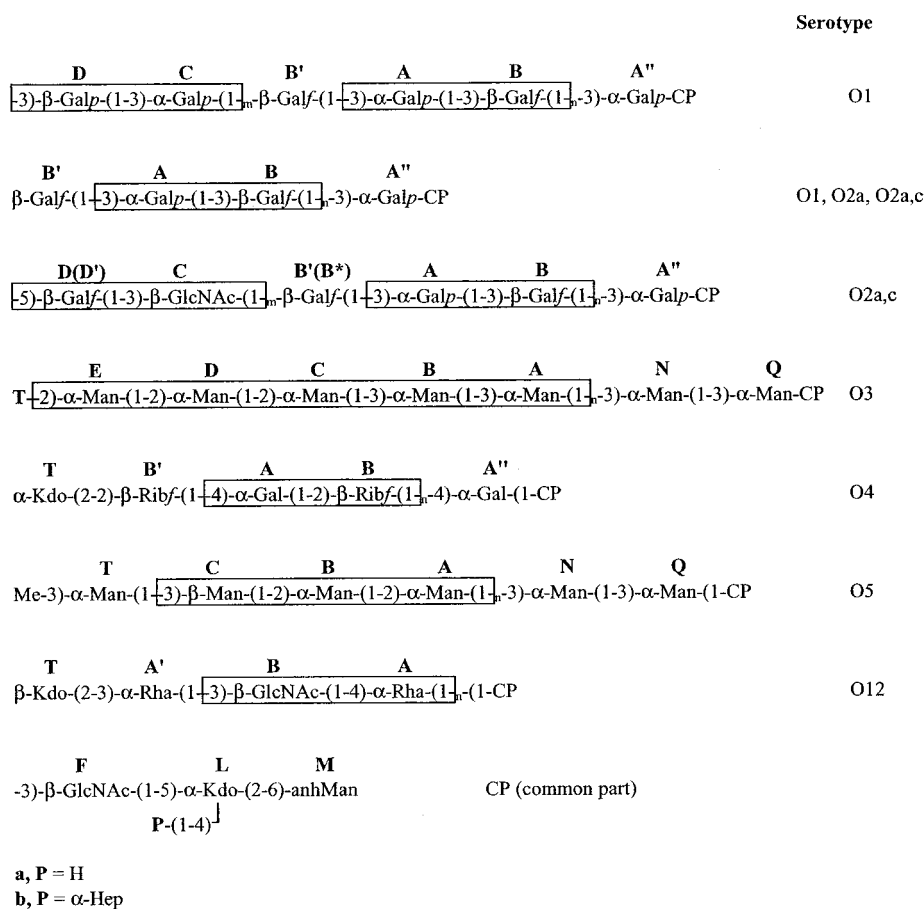 Serotype
D C B' A B A"
-3)-β-Galp-(1-3)-α-Galp-(1-m-β-Galf-(1-3)-α-Galp-(1-3)-β-Galf-(1-n-3)-α-Galp-CP O1
B' A B A"
β-Galf-(1-3)-α-Galp-(1-3)-β-Galf-(1-n-3)-α-Galp-CP O1, O2a, O2a,c
D(D') C B'(B*) A B A"
-5)-β-Galf-(1-3)-β-GlcNAc-(1-m-β-Galf-(1-3)-α-Galp-(1-3)-β-Galf-(1-n-3)-α-Galp-CP O2a,c
E D C B A N Q
T-2)-α-Man-(1-2)-α-Man-(1-2)-α-Man-(1-3)-α-Man-(1-3)-α-Man-(1-n-3)-α-Man-(1-3)-α-Man-CP O3
T B' A B A"
α-Kdo-(2-2)-β-Ribf-(1-4)-α-Gal-(1-2)-β-Ribf-(1-n-4)-α-Gal-(1-CP O4
T C B A N Q
Me-3)-α-Man-(1-3)-β-Man-(1-2)-α-Man-(1-2)-α-Man-(1-n-3)-α-Man-(1-3)-α-Man-(1-CP O5
T A' B A
β-Kdo-(2-3)-α-Rha-(1-3)-β-GlcNAc-(1-4)-α-Rha-(1-n-(1-CP O12
F L M
-3)-β-GlcNAc-(1-5)-α-Kdo-(2-6)-anhMan CP (common part)
P-(1-4)
a, P = H
b, P = α-Hep